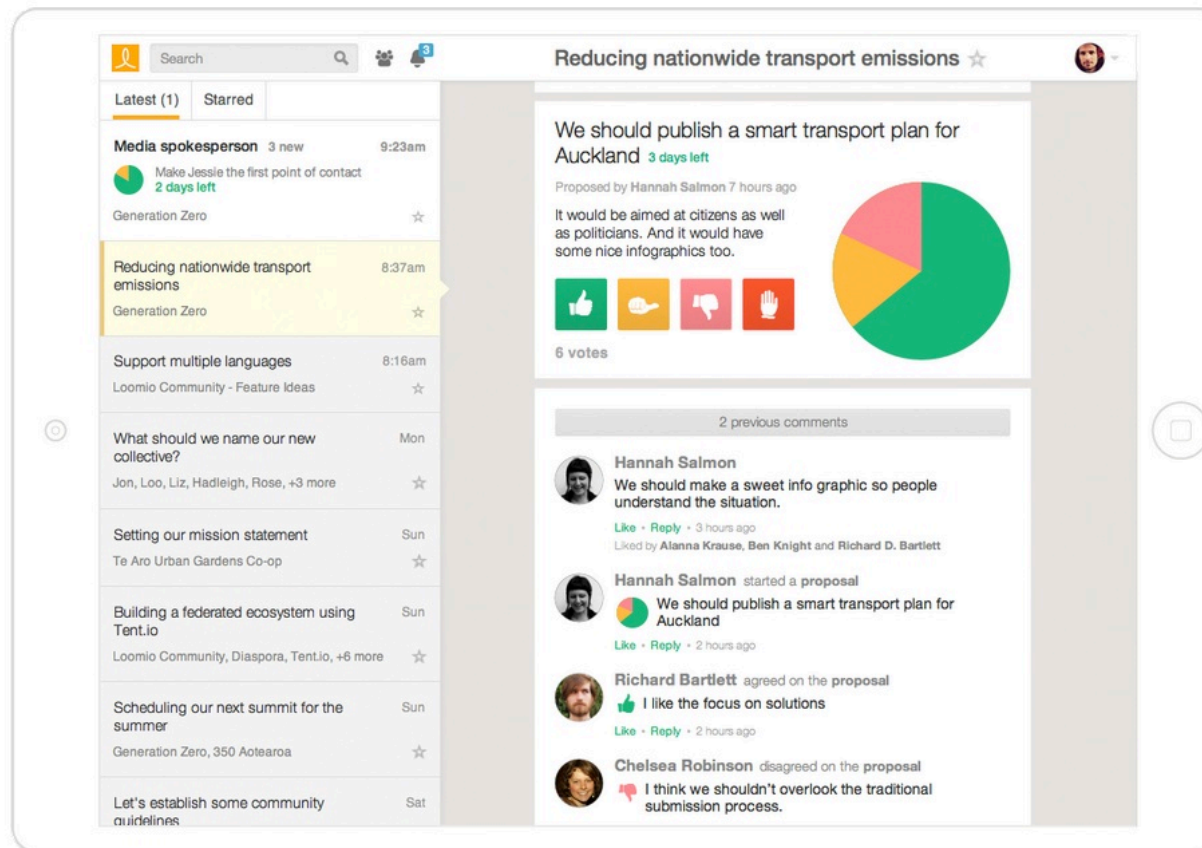 Search
3
Reducing nationwide transport emissions
Latest (1)
Starred
Media spokesperson 3 new 9:23am
Make Jessie the first point of contact
2 days left
Generation Zero
Reducing nationwide transport 8:37am
emissions
Generation Zero
Support multiple languages 8:16am
Loomio Community - Feature Ideas
What should we name our new Mon
collective?
Jon, Loo, Liz, Hadleigh, Rose, +3 more
Setting our mission statement Sun
Te Aro Urban Gardens Co-op
Building a federated ecosystem using Sun
Tent.io
Loomio Community, Diaspora, Tent.io, +6 more
Scheduling our next summit for the Sun
summer
Generation Zero, 350 Aotearoa
Let's establish some community Sat
guidelines
We should publish a smart transport plan for
Auckland 3 days left
Proposed by Hannah Salmon 7 hours ago
It would be aimed at citizens as well
as politicians. And it would have
some nice infographics too.
6 votes
2 previous comments
Hannah Salmon
We should make a sweet info graphic so people
understand the situation.
Like • Reply • 3 hours ago
Liked by Alanna Krause, Ben Knight and Richard D. Bartlett
Hannah Salmon started a proposal
We should publish a smart transport plan for
Auckland
Like • Reply • 2 hours ago
Richard Bartlett agreed on the proposal
I like the focus on solutions
Like • Reply • 2 hours ago
Chelsea Robinson disagreed on the proposal
I think we shouldn't overlook the traditional
submission process.